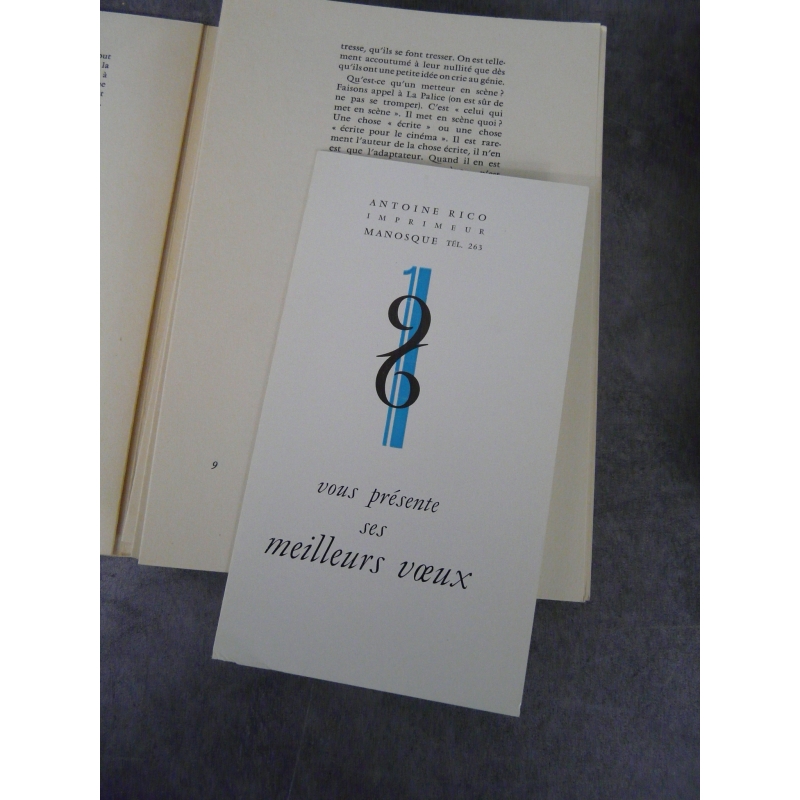 aut
la
à
ne
tresse, qu'ils se font tresser. On est telle-
ment accoutumé à leur nullité que dès
qu'ils ont une petite idée on crie au génie.
Qu'est-ce qu'un metteur en scène ?
Faisons appel à La Palice (on est sûr de
ne pas se tromper). C'est « celui qui
met en scène ». Il met en scène quoi ?
Une chose « écrite » ou une chose
« écrite pour le cinéma ». Il est rare-
ment l'auteur de la chose écrite, il n'en
est que l'adaptateur. Quand il en est
9
ANTOINE RICO
IMPRIMEUR
MANOSQUE TÉL. 263
1
96
vous présente
ses
meilleurs vœux